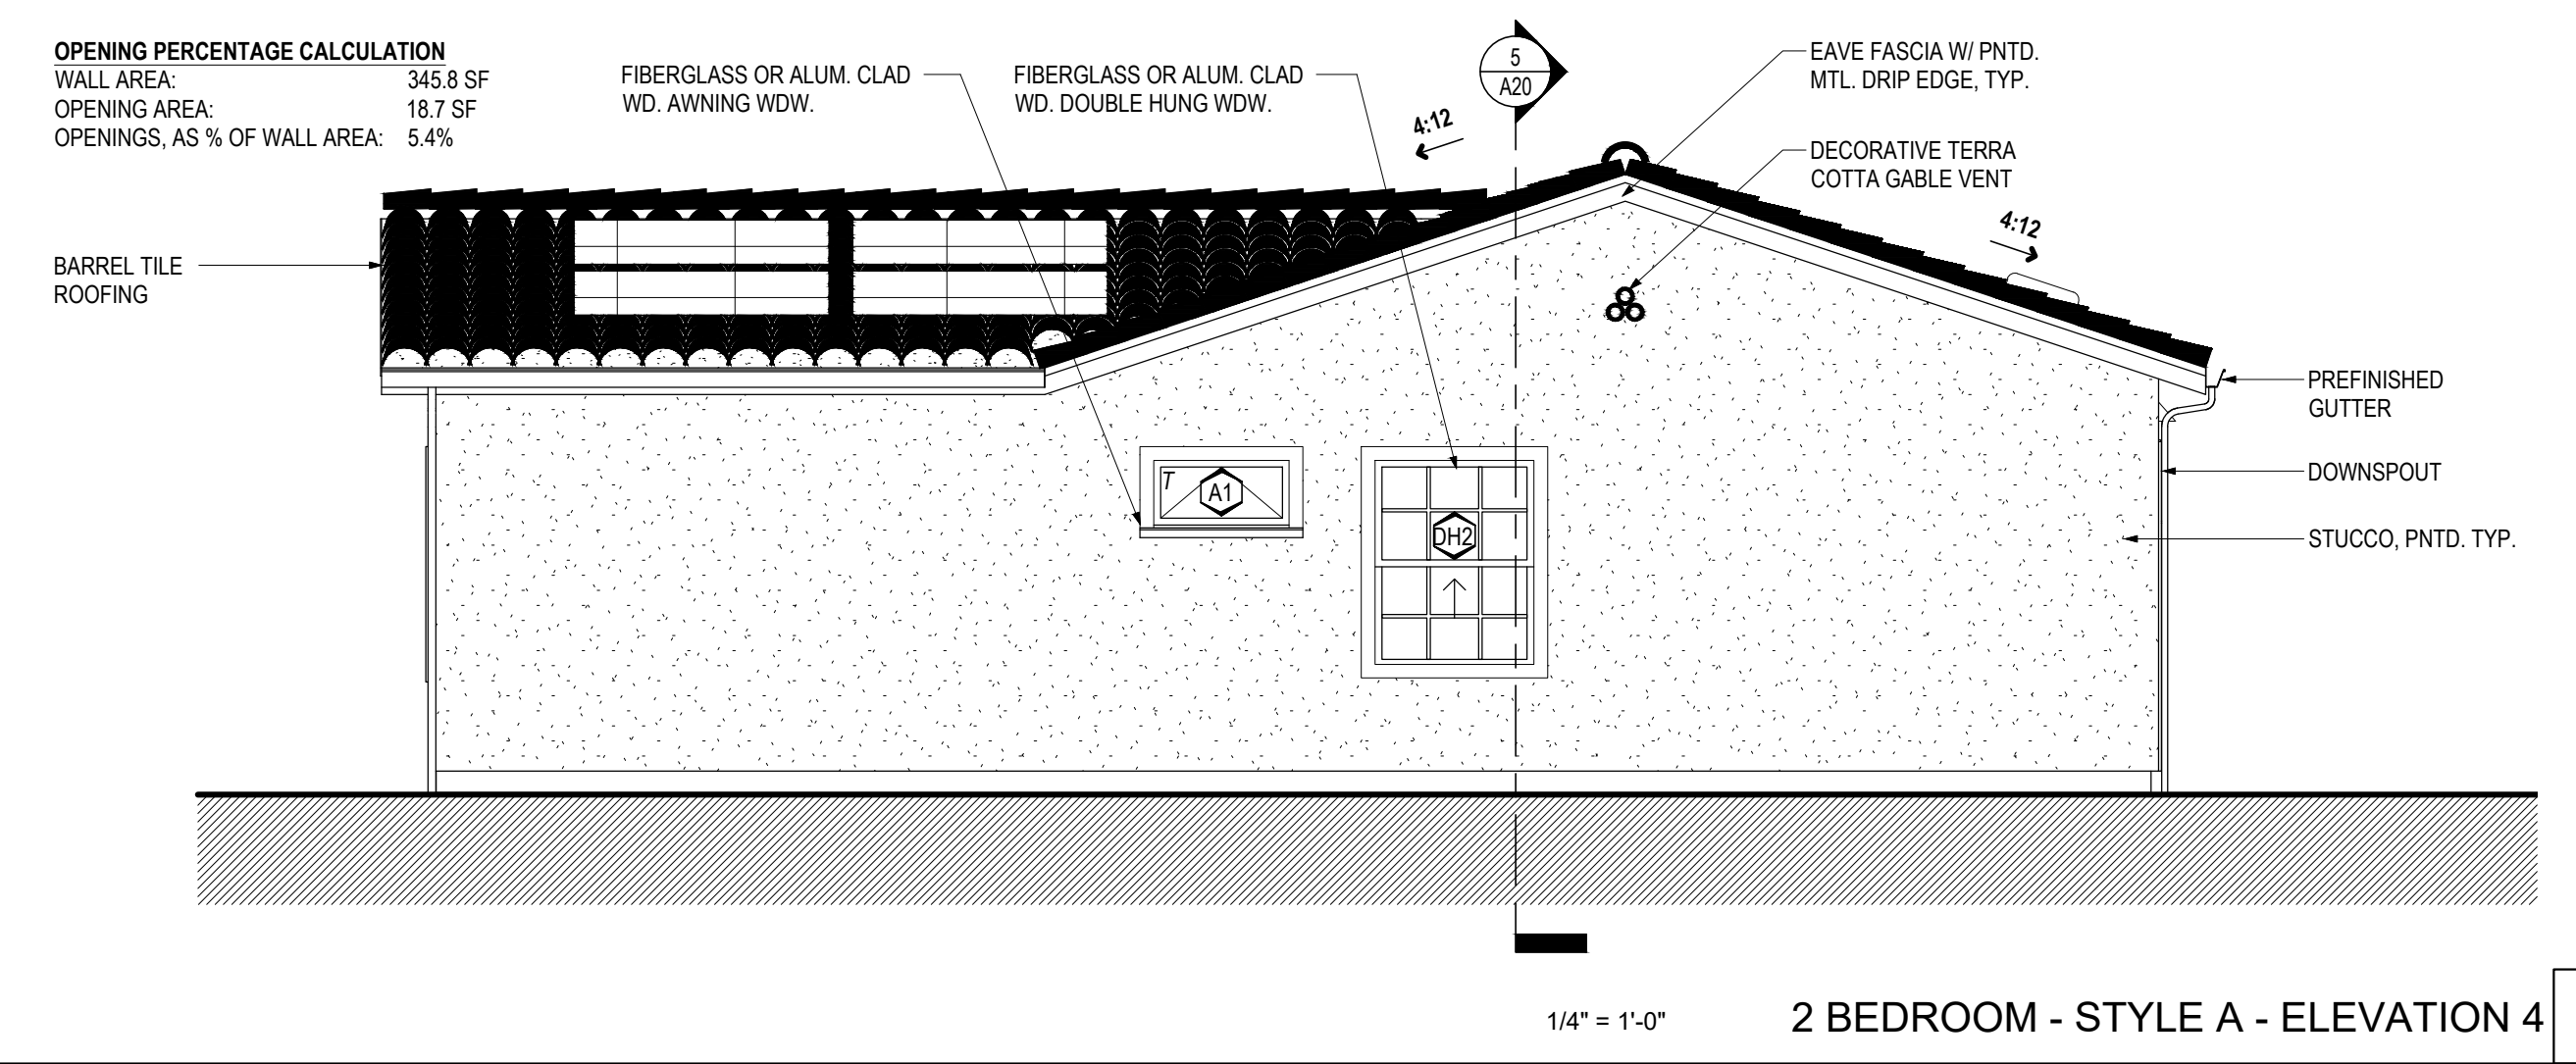 OPENING PERCENTAGE CALCULATION
WALL AREA: 345.8 SF
OPENING AREA: 18.7 SF
OPENINGS, AS % OF WALL AREA: 5.4%
FIBERGLASS OR ALUM. CLAD
WD. AWNING WDW.
FIBERGLASS OR ALUM. CLAD
WD. DOUBLE HUNG WDW.
5
A20
4:12
EAVE FASCIA W/ PNTD.
MTL. DRIP EDGE, TYP.
DECORATIVE TERRA
COTTA GABLE VENT
4:12
BARREL TILE
ROOFING
PREFINISHED
GUTTER
DOWNSPOUT
STUCCO, PNTD. TYP.
T
A1
DH2
1/4" = 1'-0"
2 BEDROOM - STYLE A - ELEVATION 4